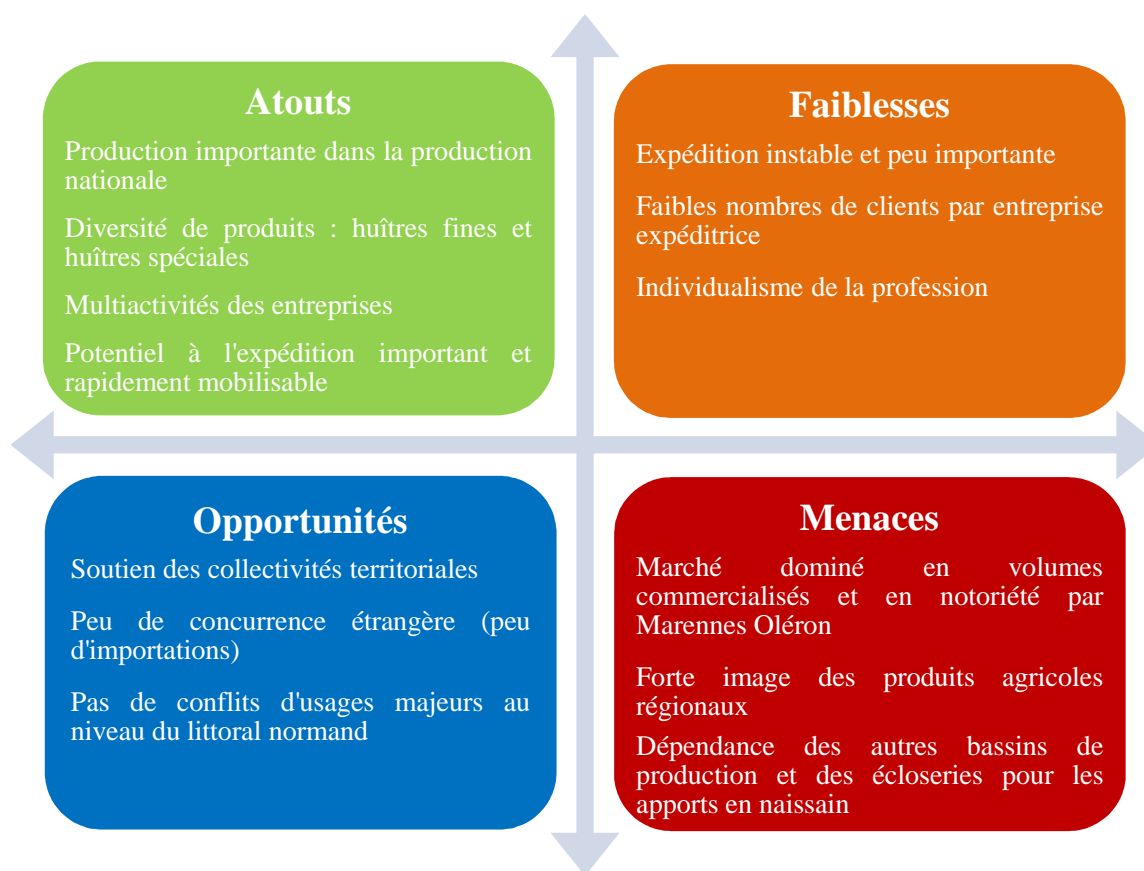 Atouts
Production importante dans la production
nationale
Diversité de produits : huîtres fines et
huîtres spéciales
Multiactivités des entreprises
Potentiel à l'expédition important et
rapidement mobilisable
Faiblesses
Expédition instable et peu importante
Faibles nombres de clients par entreprise
expéditrice
Individualisme de la profession
Opportunités
Soutien des collectivités territoriales
Peu de concurrence étrangère (peu
d'importations)
Pas de conflits d'usages majeurs au
niveau du littoral normand
Menaces
Marché dominé en volumes
commercialisés et en notoriété par
Marennes Oléron
Forte image des produits agricoles
régionaux
Dépendance des autres bassins de
production et des écloseries pour les
apports en naissain